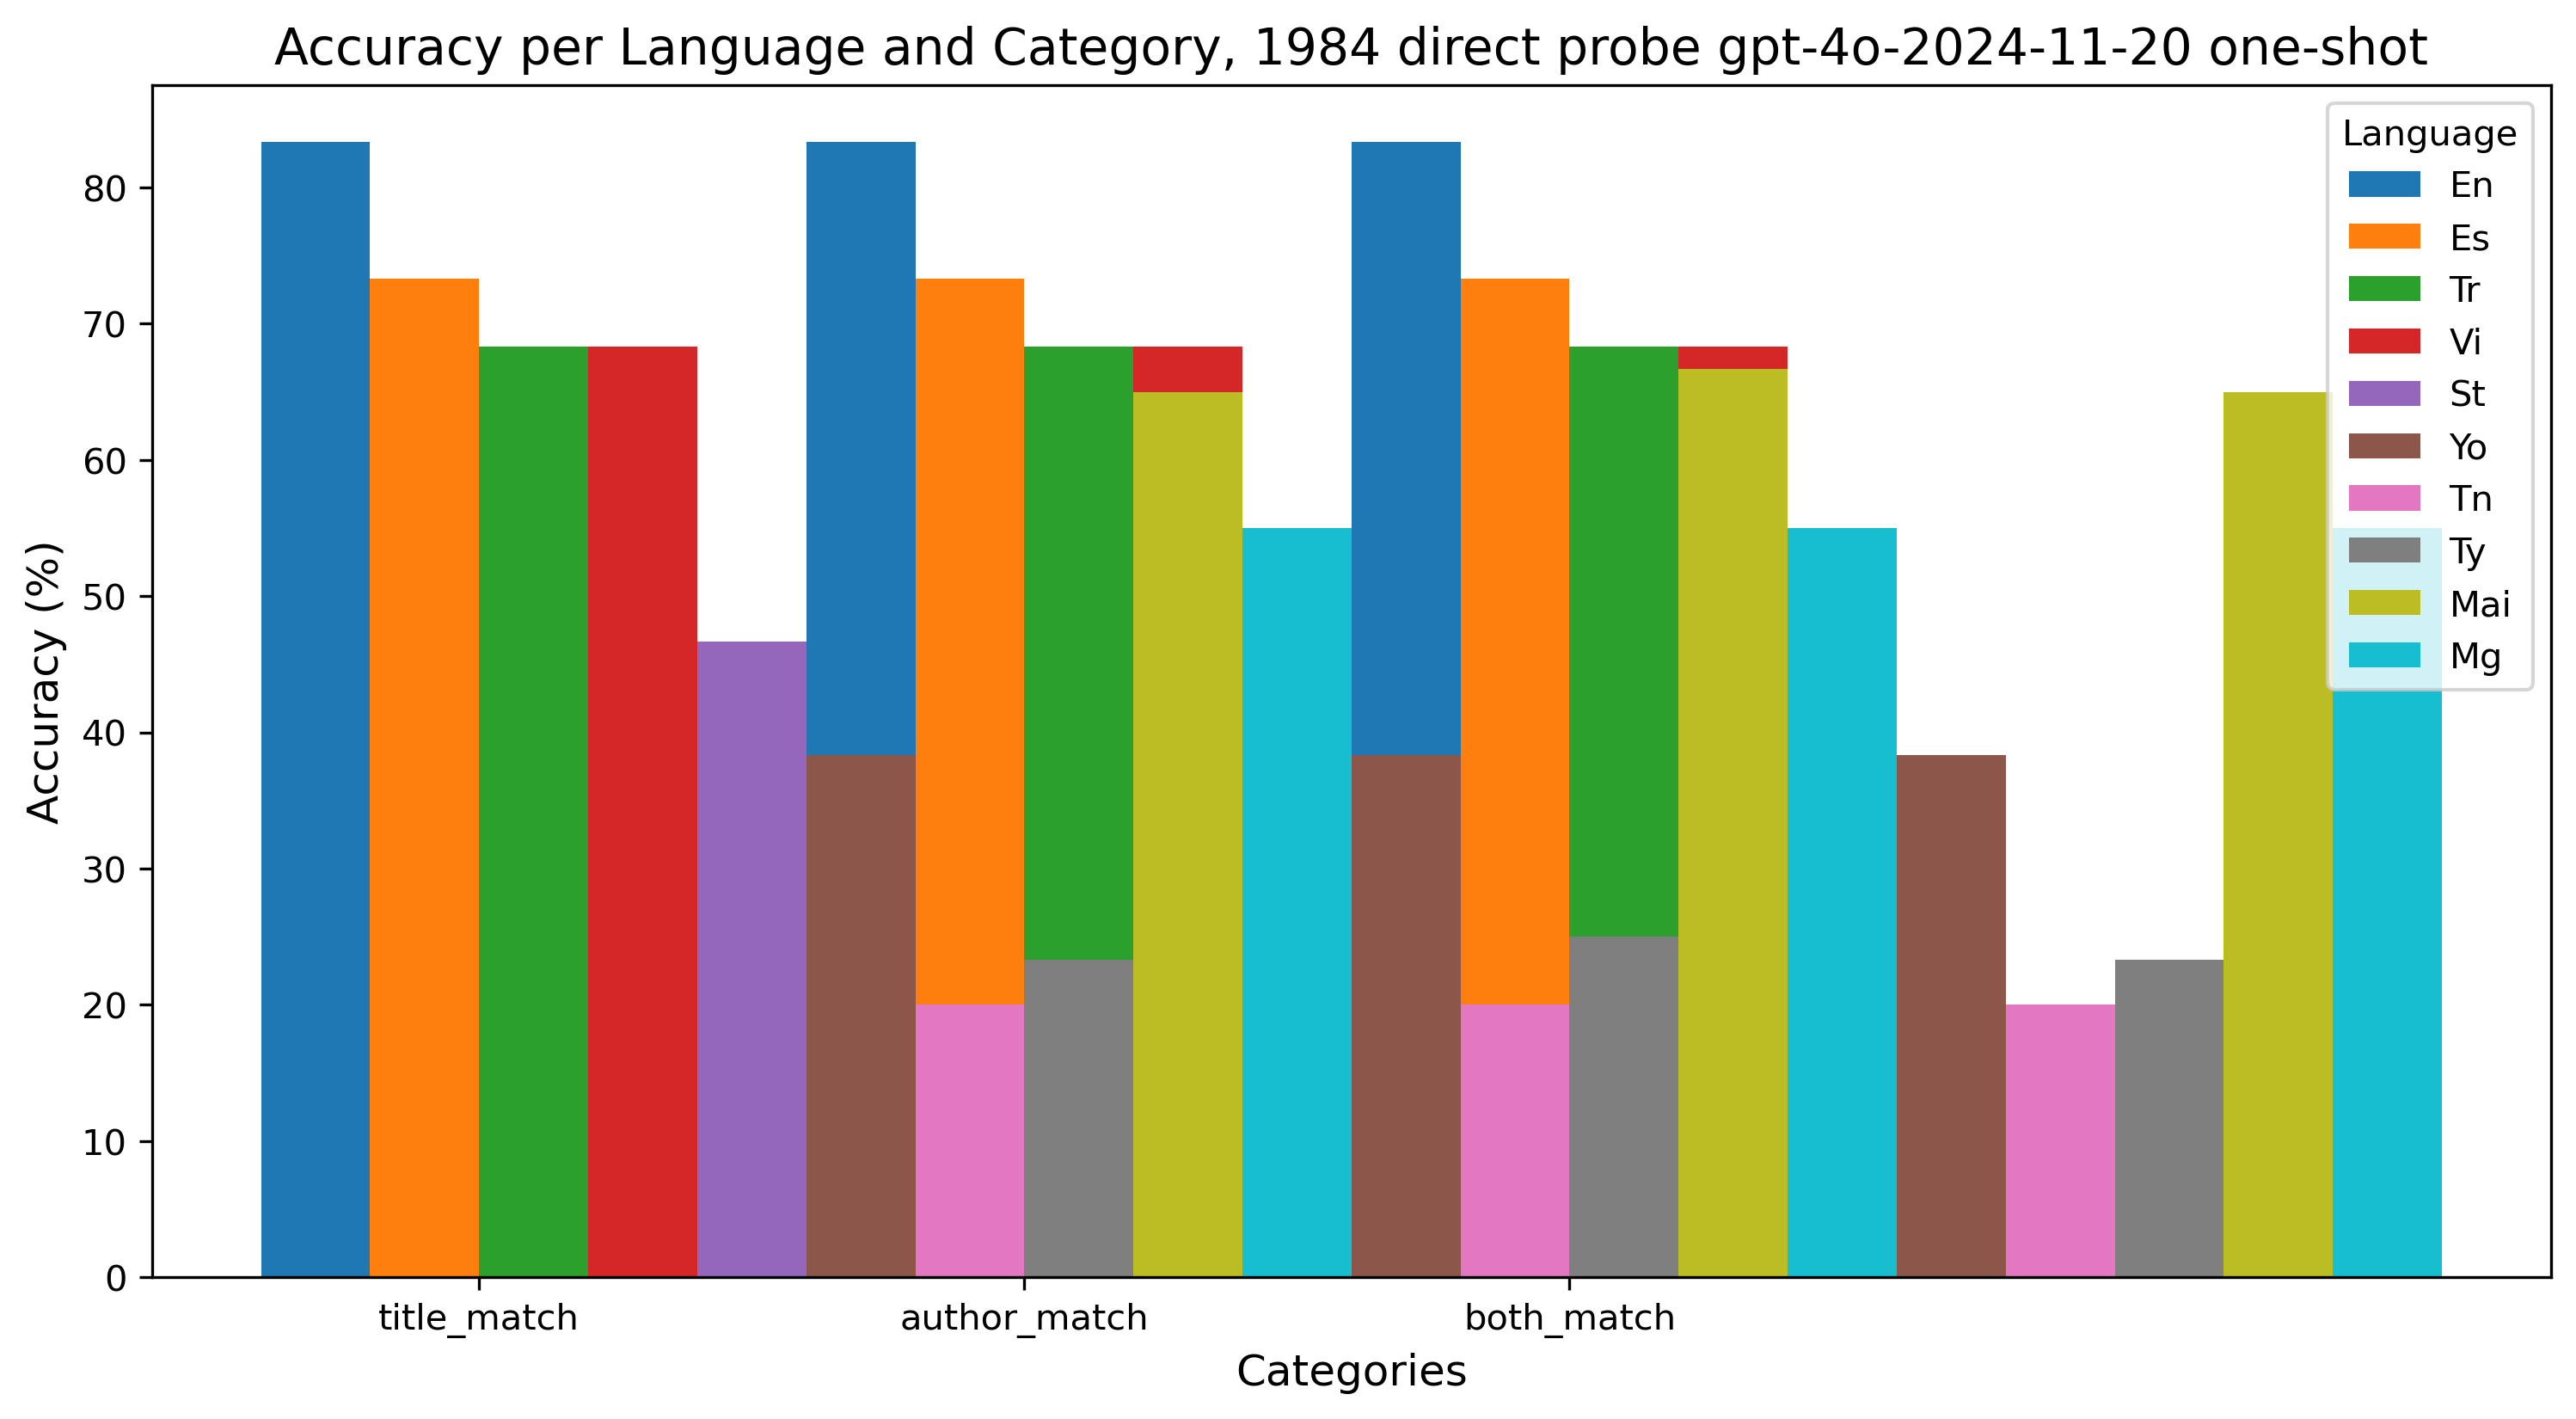 Accuracy per Language and Category, 1984 direct probe gpt-4o-2024-11-20 one-shot
Accuracy (%)
80
70
60
50
40
30
20
10
0
Language
En
Es
Tr
Vi
St
Yo
Tn
Ty
Mai
Mg
title_match
author_match
both_match
Categories